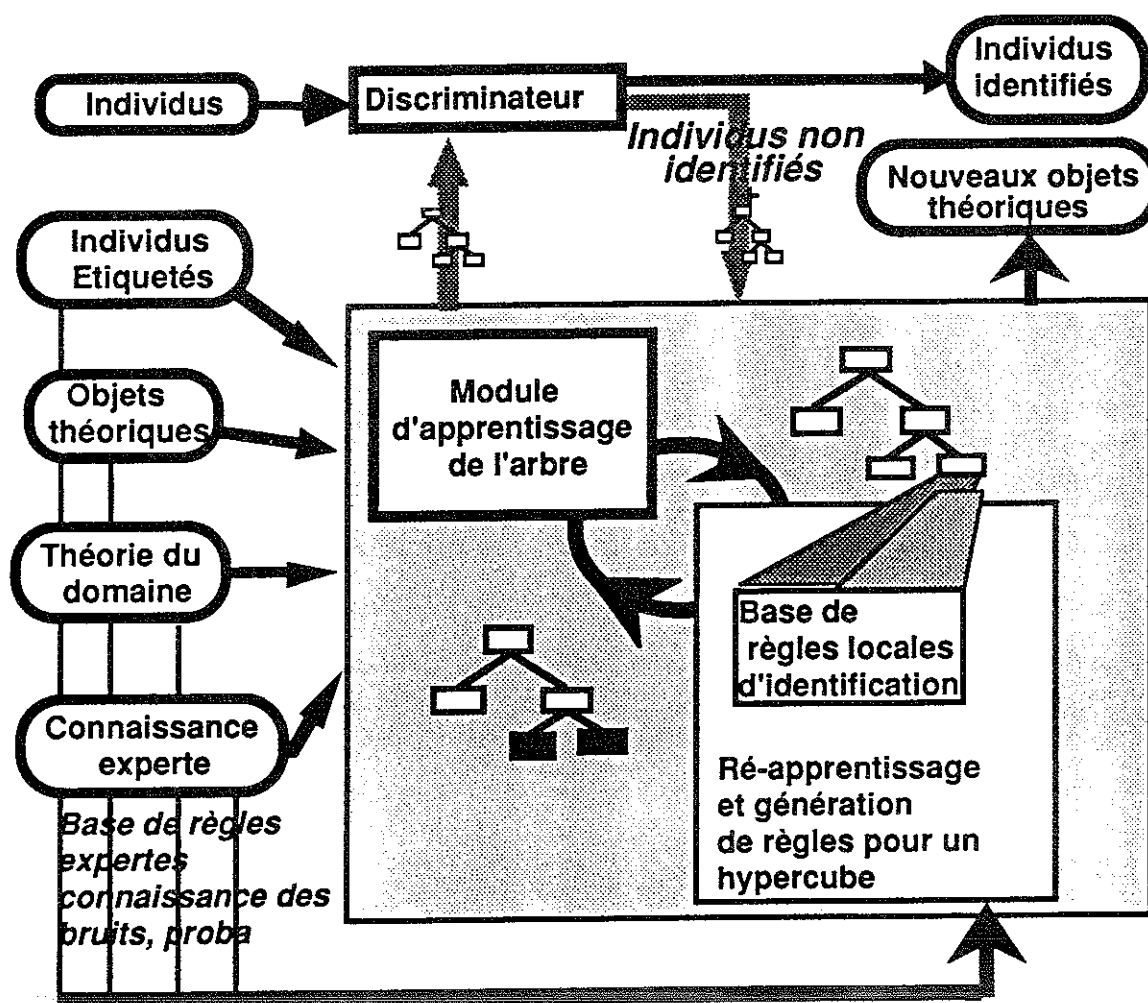 Individus
Discriminateur
Individus
identifiés
Individus non
identifiés
Nouveaux objets
théoriques
Individus
Etiquetés
Objets
théoriques
Module
d'apprentissage
de l'arbre
Théorie du
domaine
Base de
règles locales
d'identification
Connaissance
experte
Ré-apprentissage
et génération
de règles pour un
hypercube
Base de règles
expertes
connaissance des
bruits, proba